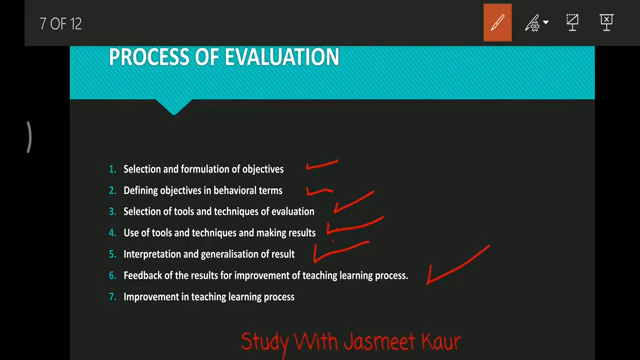 7 OF 12
PROCESS OF EVALUATION
1. Selection and formulation of objectives
2. Defining objectives in behavioral terms
3. Selection of tools and techniques of evaluation
4. Use of tools and techniques and making results
5. Interpretation and generalisation of result
6. Feedback of the results for improvement of teaching learning process.
7. Improvement in teaching learning process
Study With Jasmeet Kaur